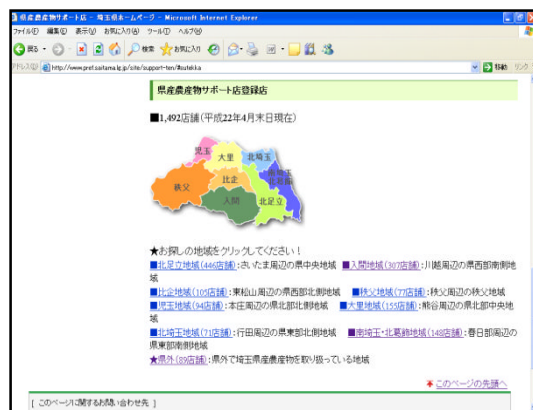 県産農産物サポート店 - 埼玉県ホームページ - Microsoft Internet Explorer
ファイル(F) 編集(E) 表示(V) お気に入り(A) ツール(T) ヘルプ(H)
戻る 検索 お気に入り
アドレス(D) http://www.pref.saitama.lg.jp/site/support-ten/#outekka 移動 リンク
県産農産物サポート店登録店
■1,492店舗(平成22年4月末日現在)
児玉 大里 北埼玉
秩父 比企
入間 北足立
★お探しの地域をクリックしてください!
■北足立地域(446店舗):さいたま周辺の県中央地域 ■入間地域(307店舗):川越周辺の県西部南側地
域
■比企地域(105店舗):東松山周辺の県西部北側地域 ■秩父地域(77店舗):秩父周辺の秩父地域
■児玉地域(94店舗):本庄周辺の県北部北側地域 ■大里地域(155店舗):熊谷周辺の県北部中央地
域
■北埼玉地域(71店舗):行田周辺の県東部北側地域 ■南埼玉・北葛飾地域(148店舗):春日部周辺の
県東部南側地域
★県外(89店舗):県外で埼玉県産農産物を取り扱っている地域
このページの先頭へ
[ このページに関するお問い合わせ先 ]